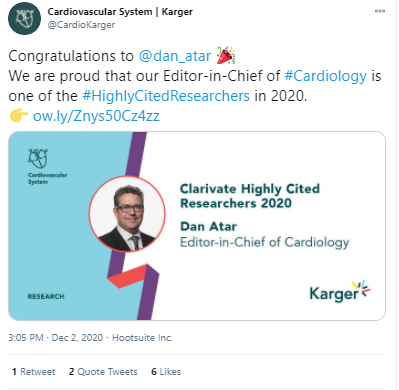 Cardiovascular System | Karger
@CardioKarger
Congratulations to @dan_atar 🎉
We are proud that our Editor-in-Chief of #Cardiology is
one of the #HighlyCitedResearchers in 2020.
👉 ow.ly/Znys50Cz4zz
Cardiovascular
System
Clarivate Highly Cited
Researchers 2020
Dan Atar
Editor-in-Chief of Cardiology
RESEARCH
Karger
3:05 PM · Dec 2, 2020 · Hootsuite Inc.
1 Retweet 2 Quote Tweets 6 Likes